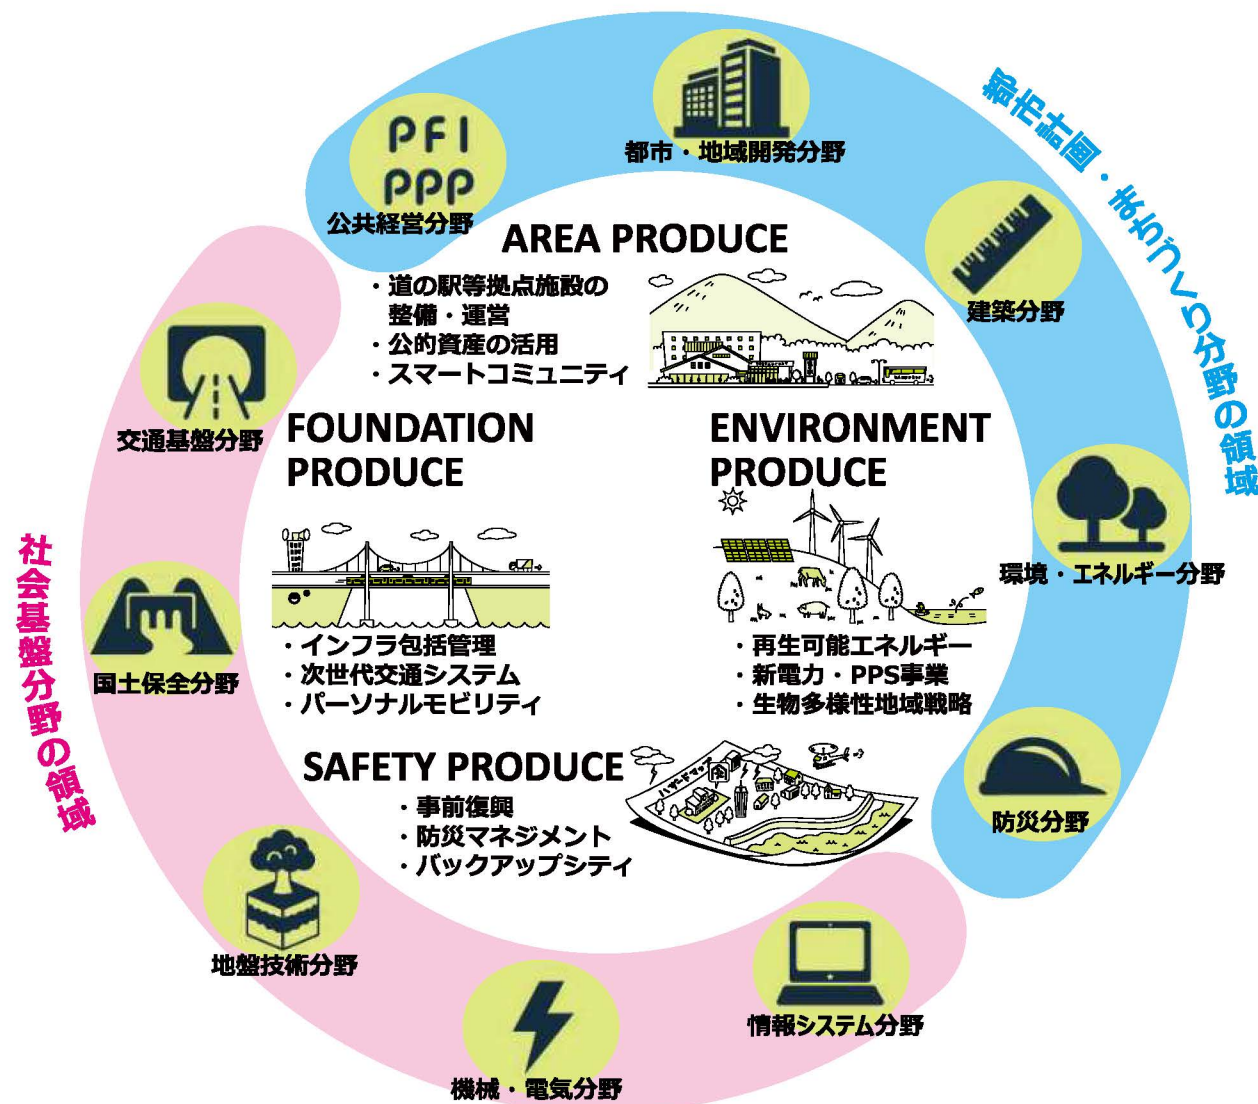 都市計画・まちづくり分野の領域
都市・地域開発分野
PFI
PPP
公共経営分野
建築分野
環境・エネルギー分野
防災分野
AREA PRODUCE
・道の駅等拠点施設の
整備・運営
・公的資産の活用
・スマートコミュニティ
FOUNDATION
PRODUCE
・インフラ包括管理
・次世代交通システム
・パーソナルモビリティ
ENVIRONMENT
PRODUCE
・再生可能エネルギー
・新電力・PPS事業
・生物多様性地域戦略
SAFETY PRODUCE
・事前復興
・防災マネジメント
・バックアップシティ
社会基盤分野の領域
交通基盤分野
国土保全分野
地盤技術分野
機械・電気分野
情報システム分野